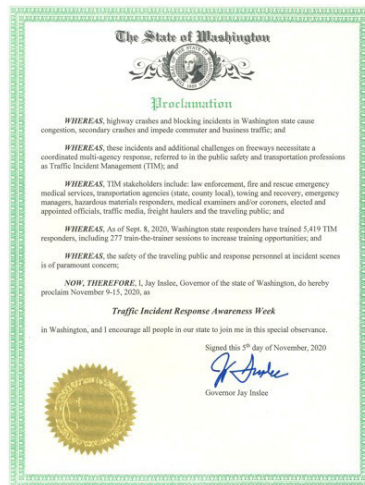 The State of Washington
Proclamation
WHEREAS, highway crashes and blocking incidents in Washington state cause
congestion, secondary crashes and impede commuter and business traffic; and
WHEREAS, these incidents and additional challenges on freeways necessitate a
coordinated multi-agency response, referred to in the public safety and transportation professions
as Traffic Incident Management (TIM); and
WHEREAS, TIM stakeholders include: law enforcement, fire and rescue emergency
medical services, transportation agencies (state, county local), towing and recovery, emergency
managers, hazardous materials responders, medical examiners and/or coroners, elected and
appointed officials, traffic media, freight haulers and the traveling public; and
WHEREAS, As of Sept. 8, 2020, Washington state responders have trained 5,419 TIM
responders, including 277 train-the-trainer sessions to increase training opportunities; and
WHEREAS, the safety of the traveling public and response personnel at incident scenes
is of paramount concern;
NOW, THEREFORE, I, Jay Inslee, Governor of the state of Washington, do hereby
proclaim November 9-15, 2020, as
Traffic Incident Response Awareness Week
in Washington, and I encourage all people in our state to join me in this special observance.
Signed this 5th day of November, 2020
Jay Inslee
Governor Jay Inslee